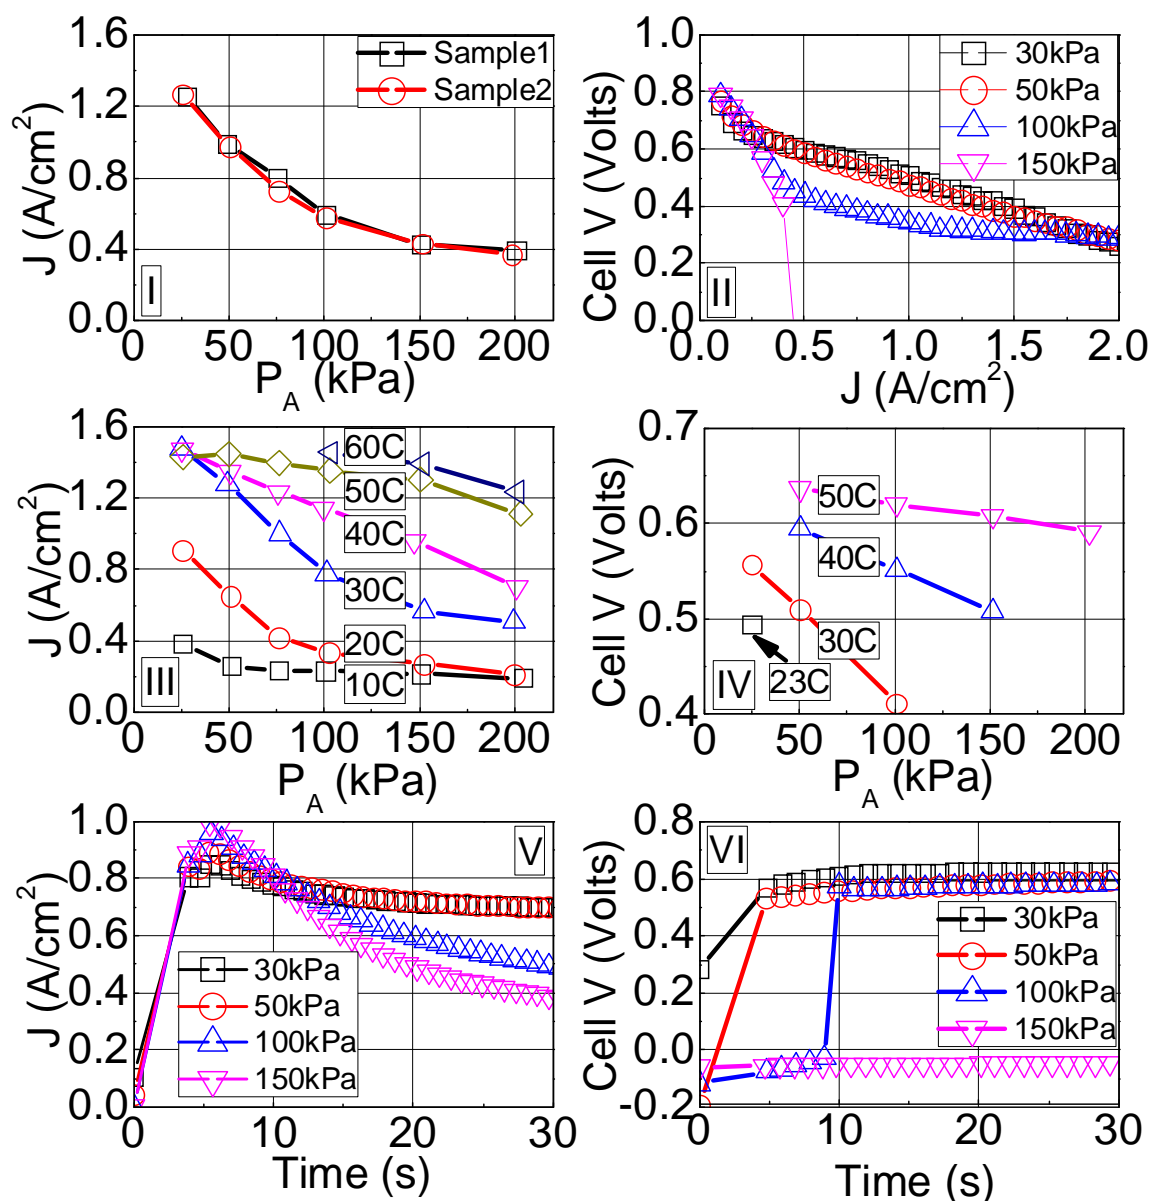 1.6
1.2
0.8
0.4
0.0
J (A/cm²)
Sample1
Sample2
I
0 50 100 150 200
P_A (kPa)
1.0
0.8
0.6
0.4
0.2
0.0
Cell V (Volts)
30kPa
50kPa
100kPa
150kPa
II
0.0 0.5 1.0 1.5 2.0
J (A/cm²)
1.6
1.2
0.8
0.4
0.0
J (A/cm²)
60C
50C
40C
30C
20C
10C
III
0 50 100 150 200
P_A (kPa)
0.7
0.6
0.5
0.4
Cell V (Volts)
50C
40C
30C
23C
IV
0 50 100 150 200
P_A (kPa)
1.0
0.8
0.6
0.4
0.2
0.0
J (A/cm²)
V
30kPa
50kPa
100kPa
150kPa
0 10 20 30
Time (s)
0.8
0.6
0.4
0.2
0.0
-0.2
Cell V (Volts)
VI
30kPa
50kPa
100kPa
150kPa
0 10 20 30
Time (s)